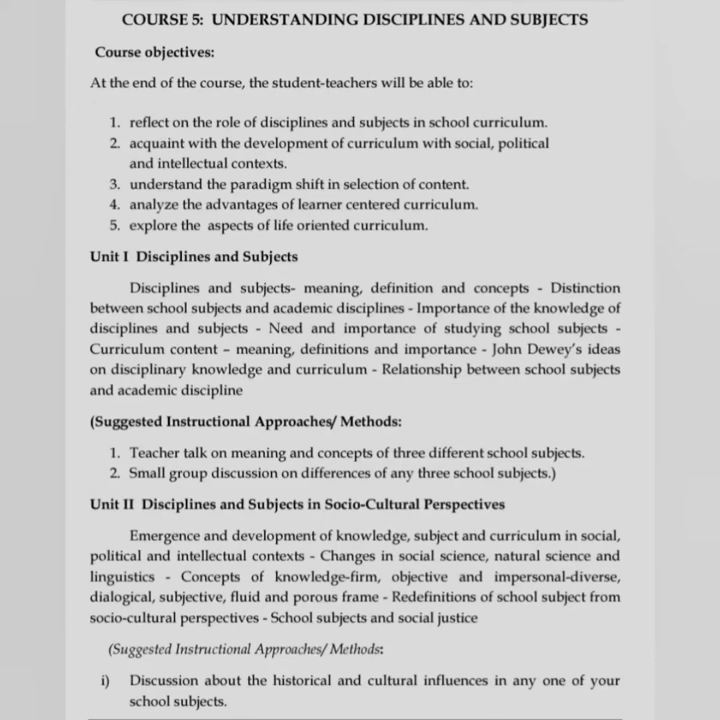 COURSE 5: UNDERSTANDING DISCIPLINES AND SUBJECTS
Course objectives:
At the end of the course, the student-teachers will be able to:
1. reflect on the role of disciplines and subjects in school curriculum.
2. acquaint with the development of curriculum with social, political
and intellectual contexts.
3. understand the paradigm shift in selection of content.
4. analyze the advantages of learner centered curriculum.
5. explore the aspects of life oriented curriculum.
Unit I Disciplines and Subjects
Disciplines and subjects- meaning, definition and concepts - Distinction
between school subjects and academic disciplines - Importance of the knowledge of
disciplines and subjects - Need and importance of studying school subjects -
Curriculum content – meaning, definitions and importance - John Dewey's ideas
on disciplinary knowledge and curriculum - Relationship between school subjects
and academic discipline
(Suggested Instructional Approaches/ Methods:
1. Teacher talk on meaning and concepts of three different school subjects.
2. Small group discussion on differences of any three school subjects.)
Unit II Disciplines and Subjects in Socio-Cultural Perspectives
Emergence and development of knowledge, subject and curriculum in social,
political and intellectual contexts - Changes in social science, natural science and
linguistics - Concepts of knowledge-firm, objective and impersonal-diverse,
dialogical, subjective, fluid and porous frame - Redefinitions of school subject from
socio-cultural perspectives - School subjects and social justice
(Suggested Instructional Approaches/ Methods:
i) Discussion about the historical and cultural influences in any one of your
school subjects.